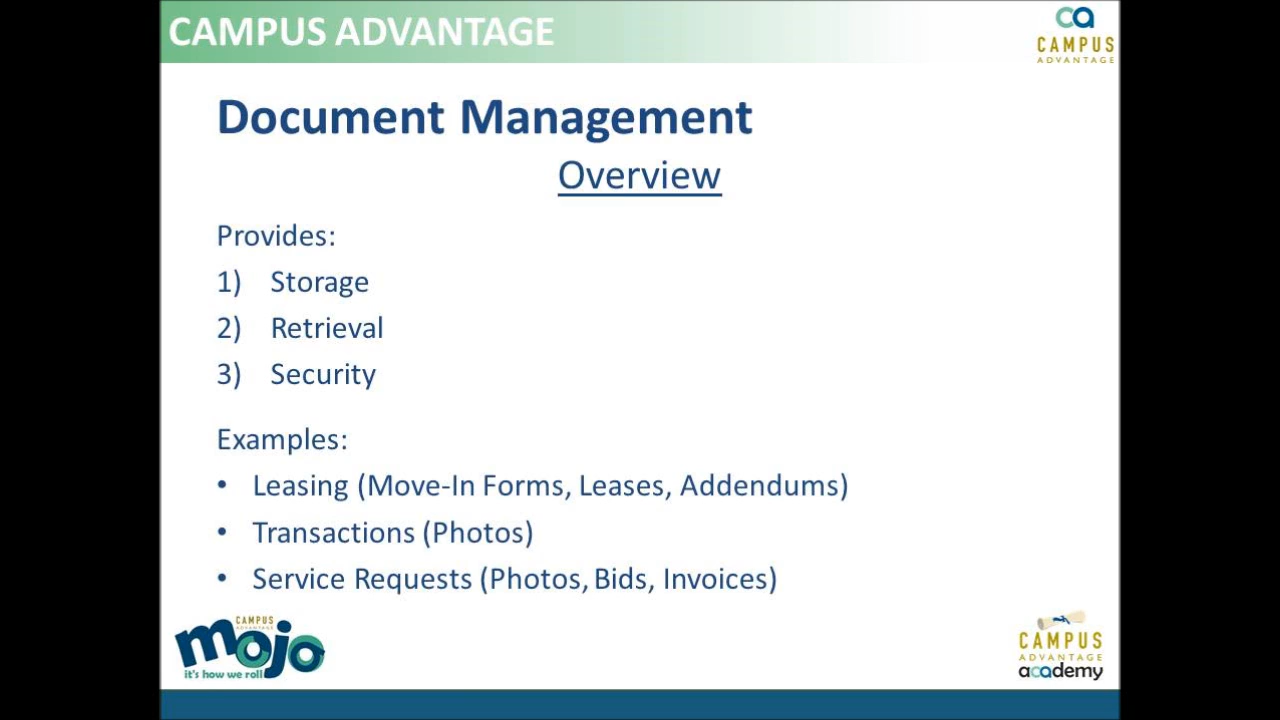 CAMPUS ADVANTAGE
ca
CAMPUS
ADVANTAGE
Document Management
Overview
Provides:
1) Storage
2) Retrieval
3) Security
Examples:
• Leasing (Move-In Forms, Leases, Addendums)
• Transactions (Photos)
• Service Requests (Photos, Bids, Invoices)
CAMPUS
ADVANTAGE
mojo
it's how we roll
CAMPUS
ADVANTAGE
academy